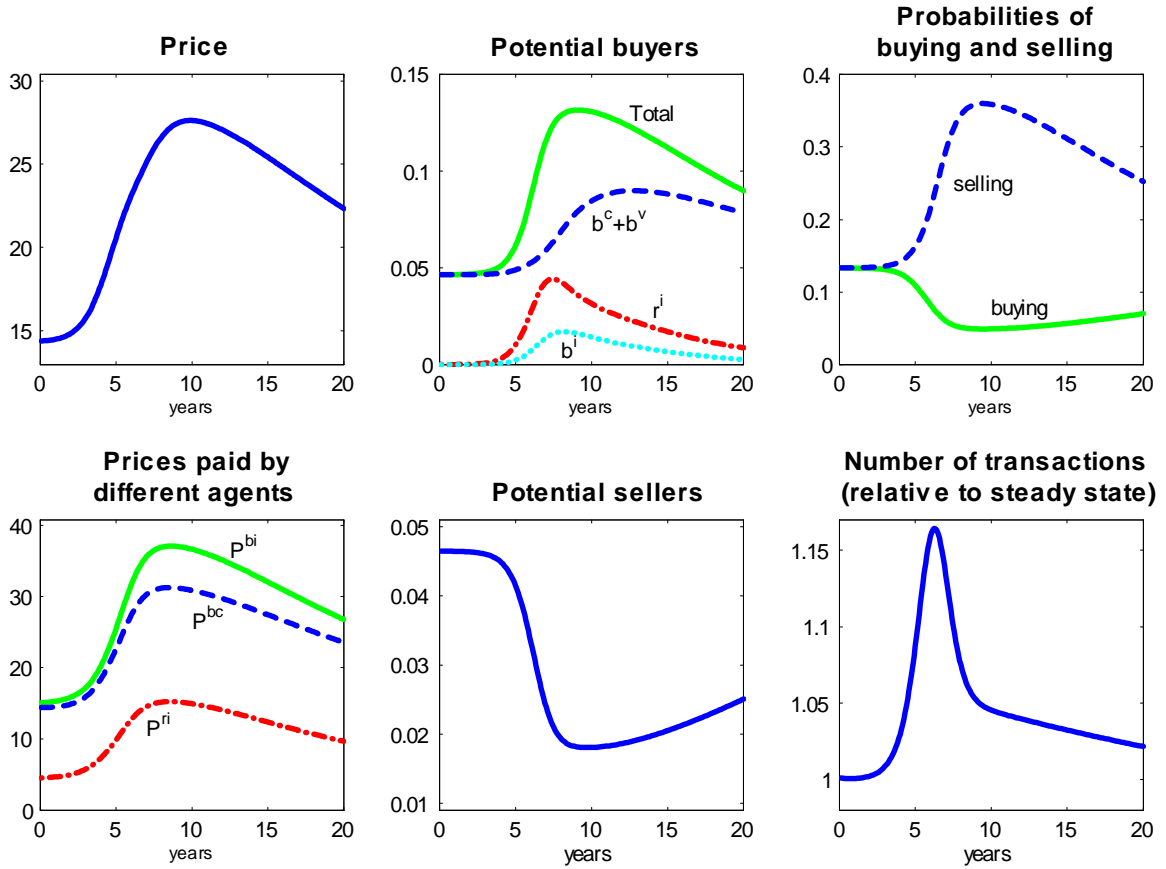 Price
30
25
20
15
0 5 10 15 20
years
Potential buyers
0.15
0.1
0.05
0
Total
b^c+b^v
r^i
b^i
0 5 10 15 20
years
Probabilities of
buying and selling
0.4
0.3
0.2
0.1
0
selling
buying
0 5 10 15 20
years
Prices paid by
different agents
40
30
20
10
0
P^bi
P^bc
P^ri
0 5 10 15 20
years
Potential sellers
0.05
0.04
0.03
0.02
0.01
0 5 10 15 20
years
Number of transactions
(relative to steady state)
1.15
1.1
1.05
1
0 5 10 15 20
years